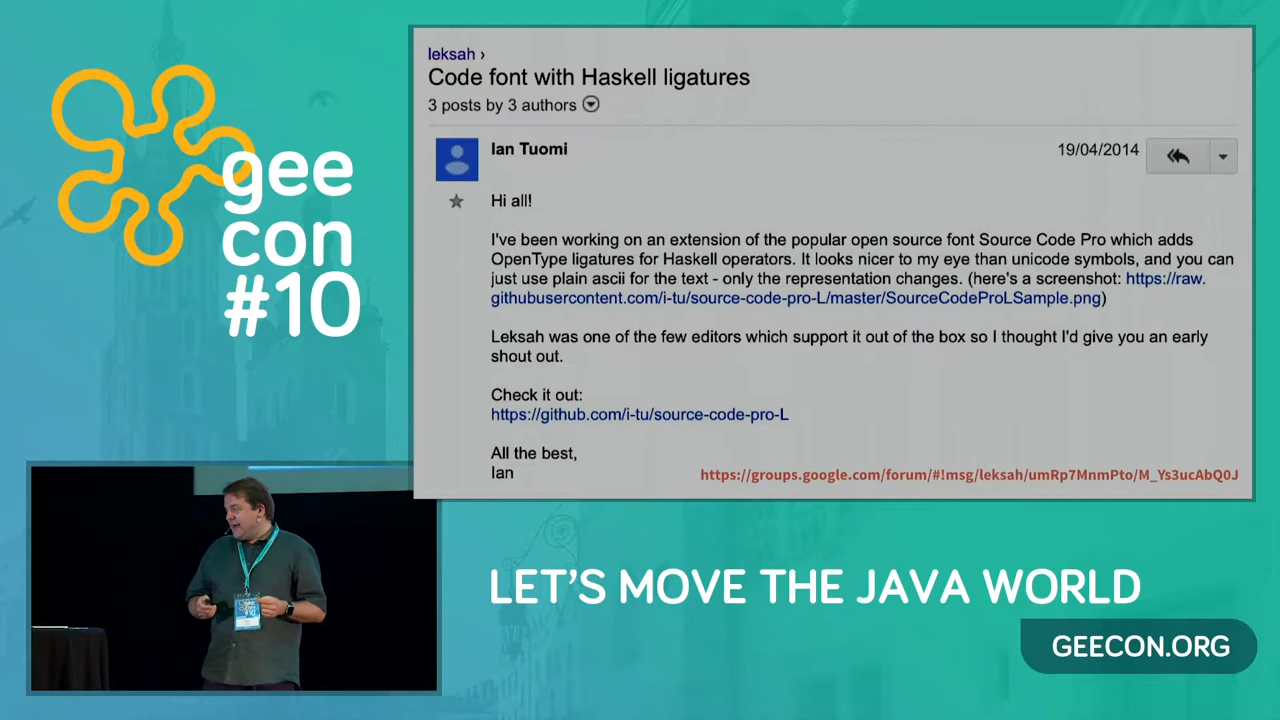 gee
con
#10
leksah ›
Code font with Haskell ligatures
3 posts by 3 authors
Ian Tuomi
19/04/2014
Hi all!
I've been working on an extension of the popular open source font Source Code Pro which adds
OpenType ligatures for Haskell operators. It looks nicer to my eye than unicode symbols, and you can
just use plain ascii for the text - only the representation changes. (here's a screenshot: https://raw.
githubusercontent.com/i-tu/source-code-pro-L/master/SourceCodeProLSample.png)
Leksah was one of the few editors which support it out of the box so I thought I'd give you an early
shout out.
Check it out:
https://github.com/i-tu/source-code-pro-L
All the best,
Ian
https://groups.google.com/forum/#!msg/leksah/umRp7MnmPto/M_Ys3ucAbQ0J
LET'S MOVE THE JAVA WORLD
GEECON.ORG